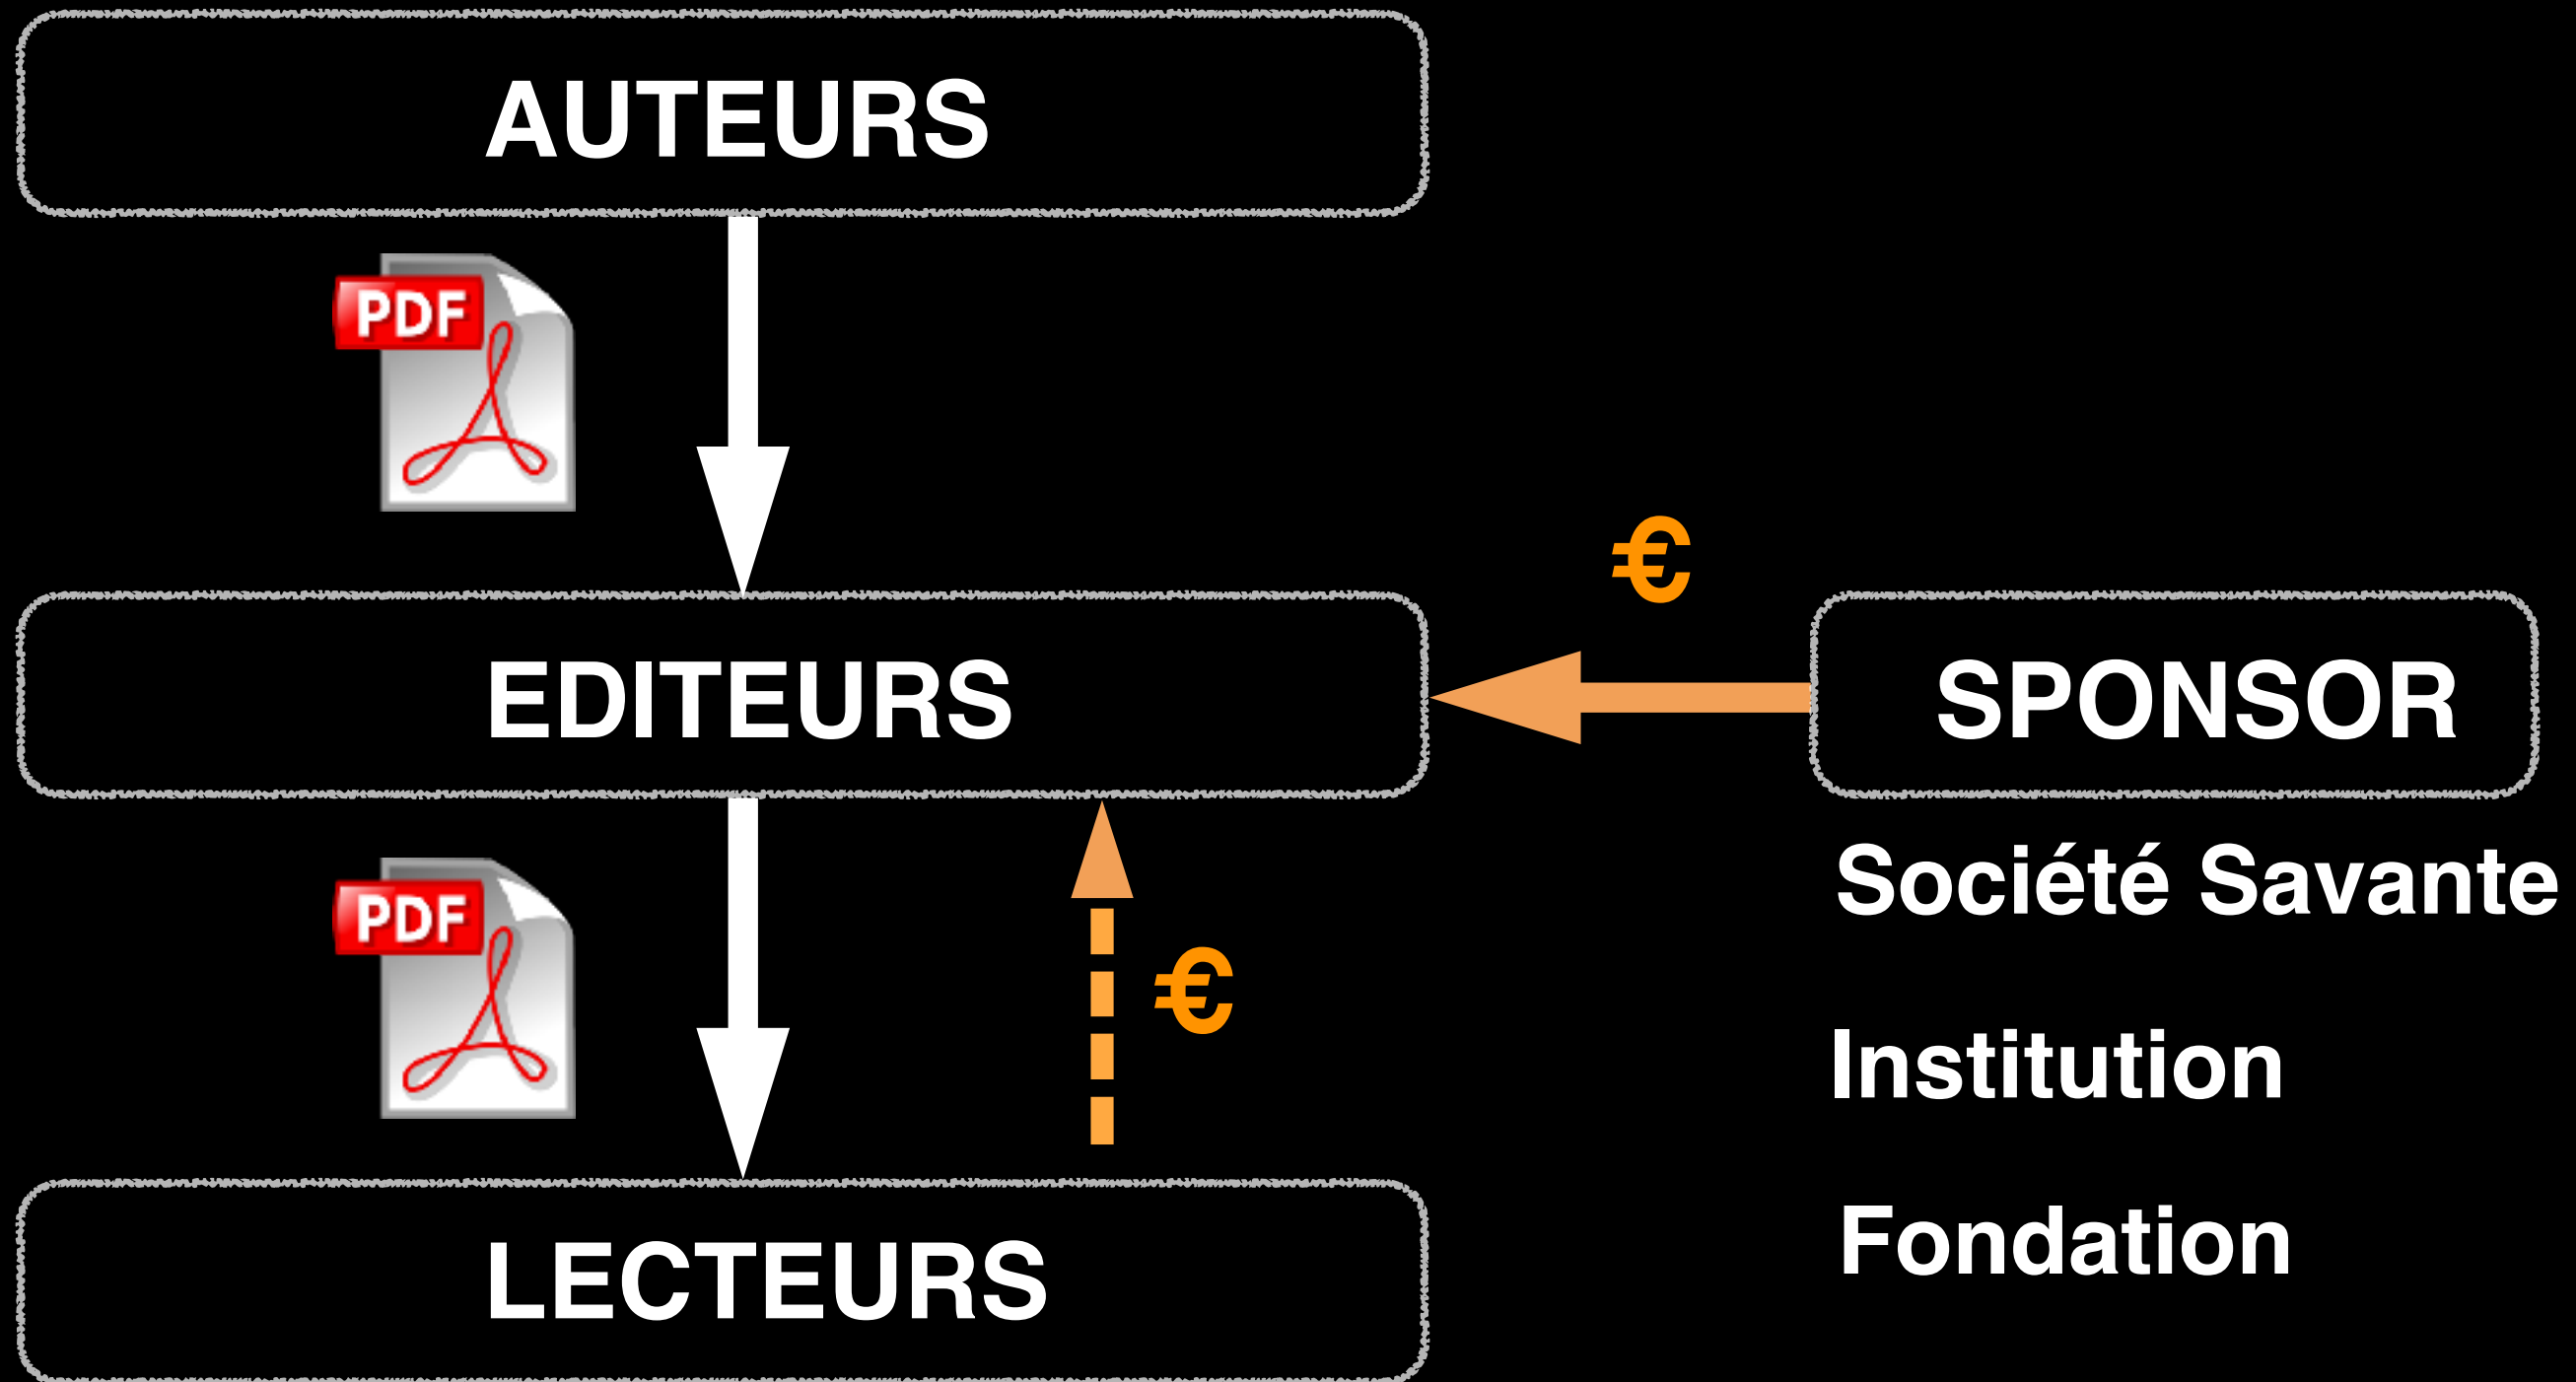 AUTEURS
PDF
€
EDITEURS
SPONSOR
Société Savante
PDF
€
Institution
Fondation
LECTEURS